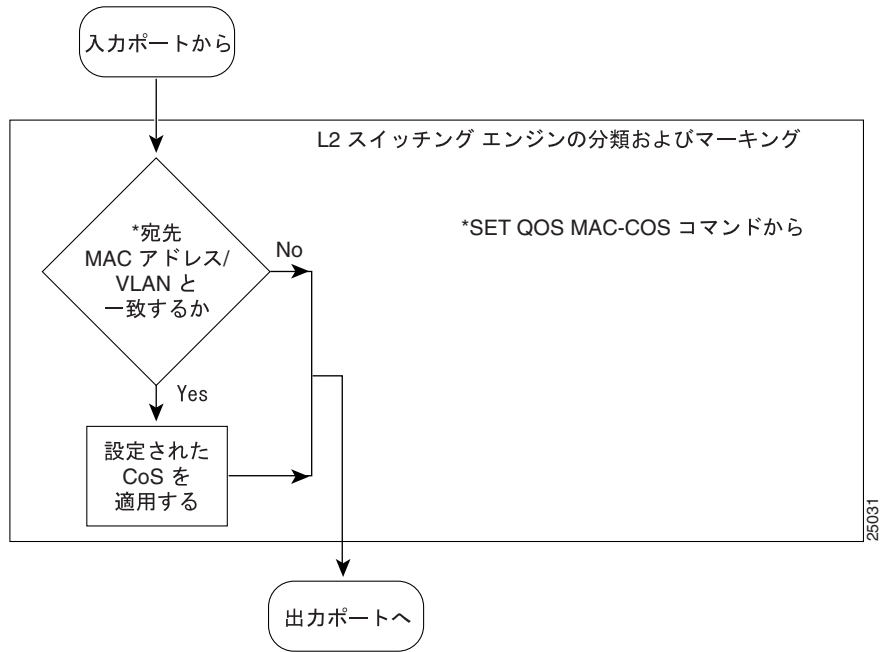 入力ポートから
L2 スイッチング エンジンの分類およびマーキング
*SET QOS MAC-COS コマンドから
*宛先
MAC アドレス/
VLAN と
一致するか
No
Yes
設定された
CoS を
適用する
25031
出力ポートへ